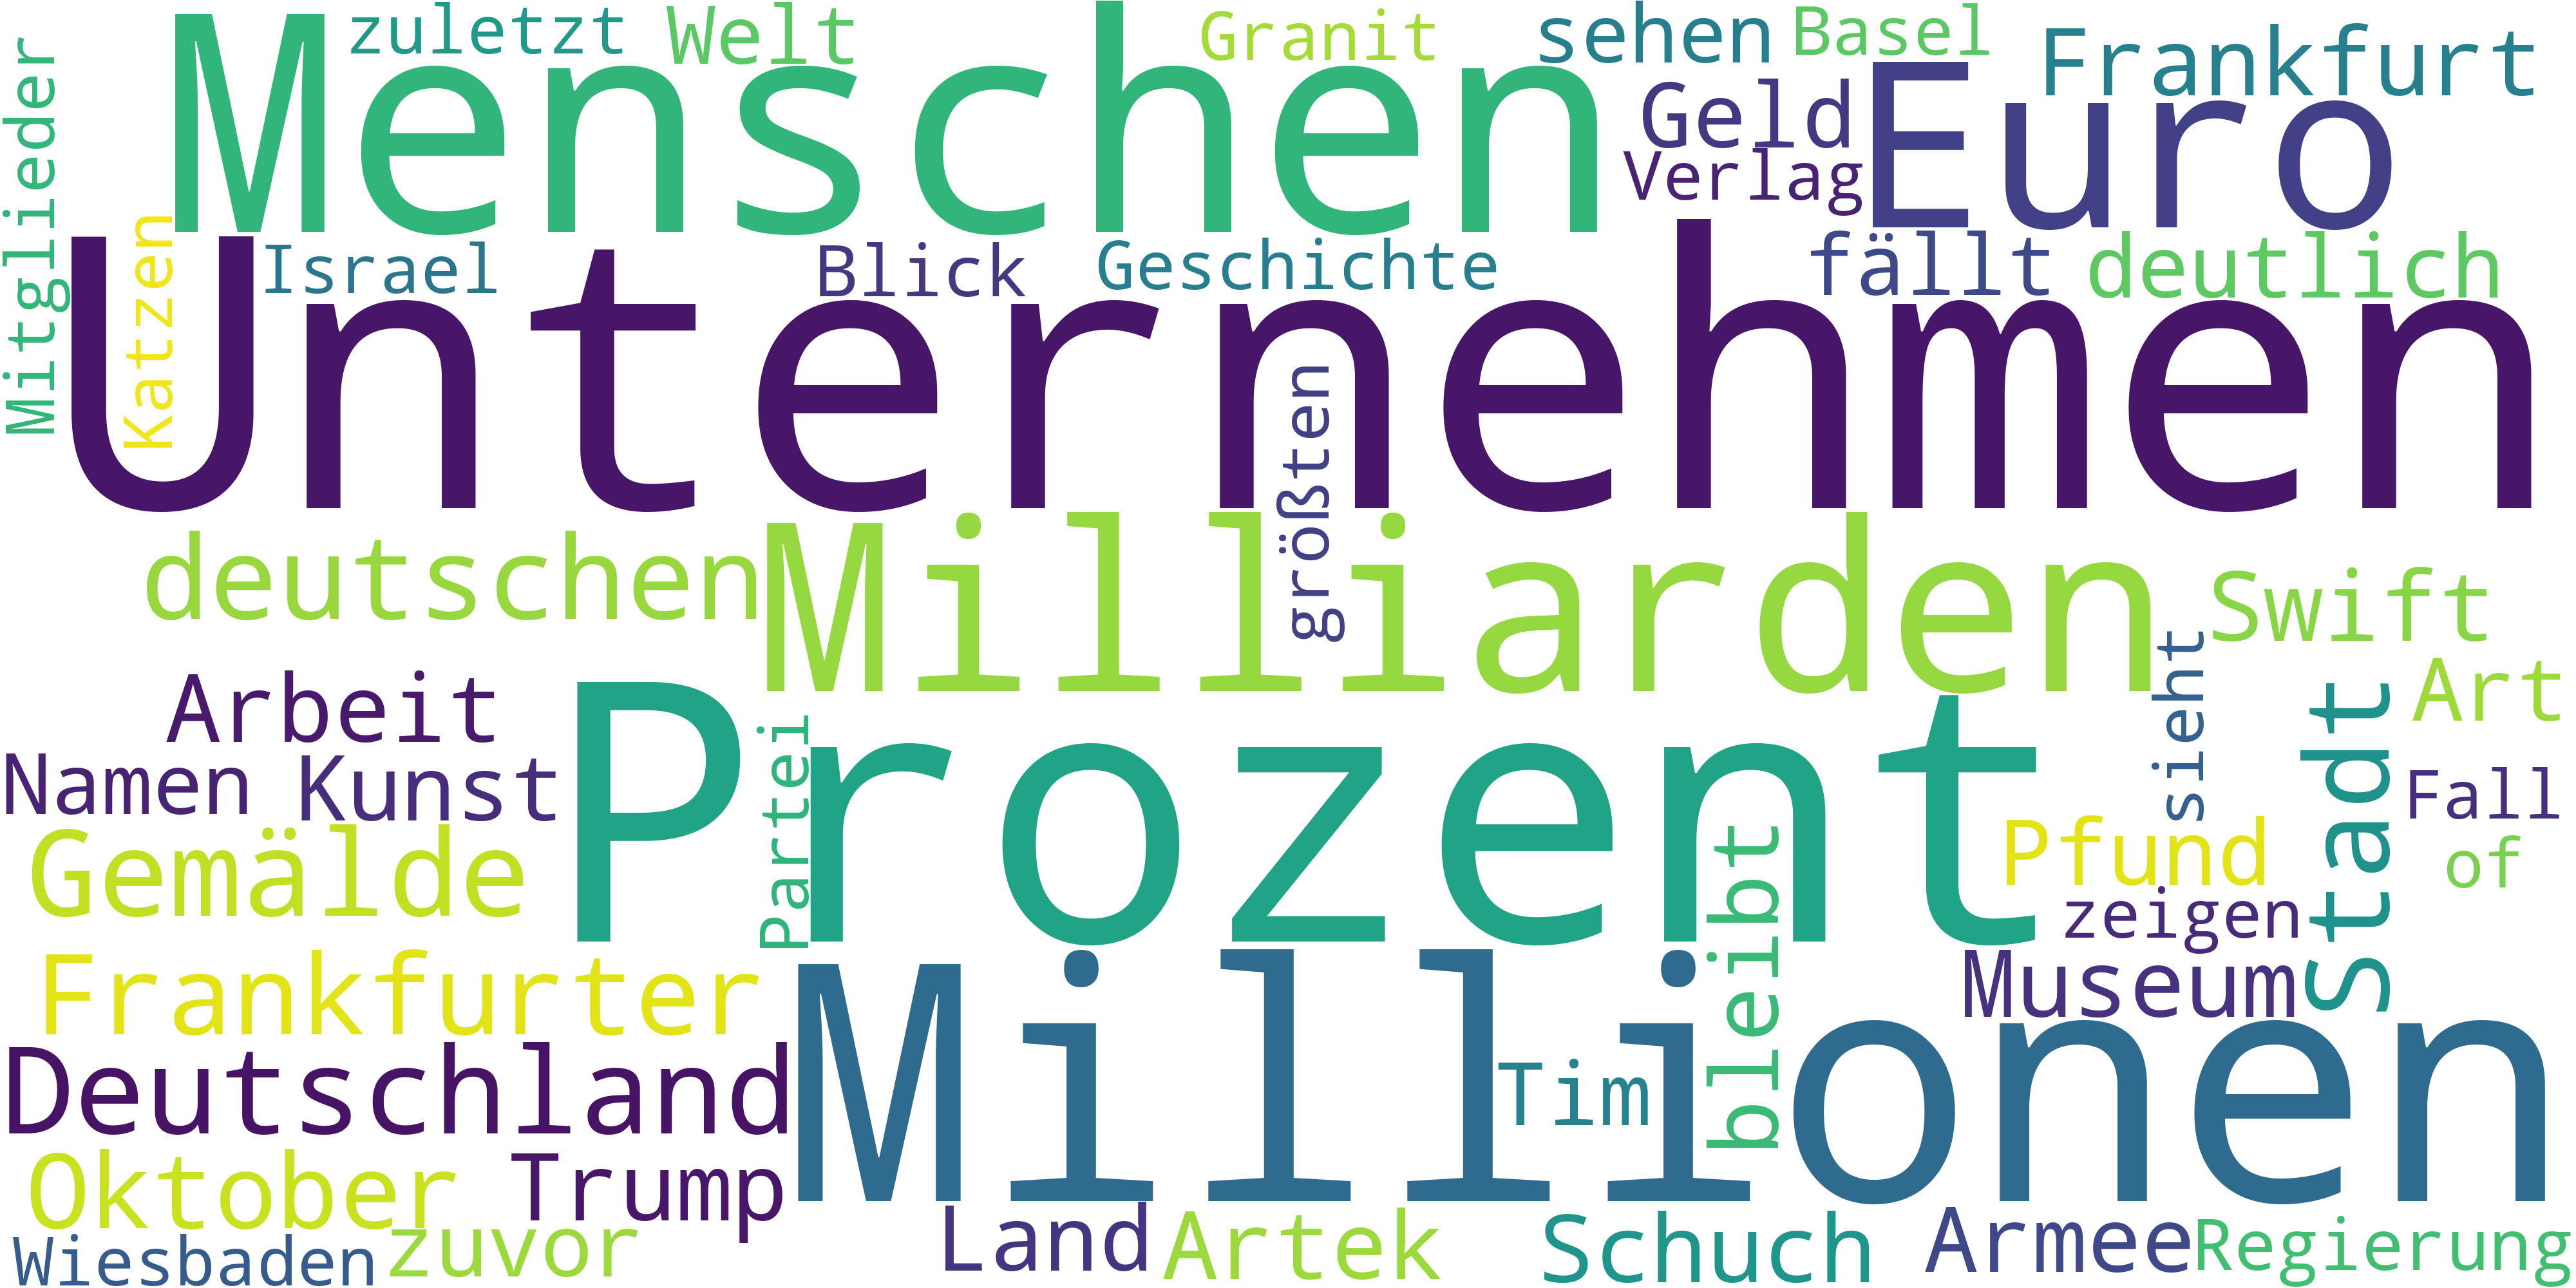 Mitglieder
zuletzt
Welt
Granit
sehen
Basel
Frankfurt
Menschen
Geld
Euro
Verlag
Katzen
Israel
Blick
Geschichte
fällt
deutlich
Unternehmen
größten
deutschen
Milliarden
Swift
sieht
Art
Arbeit
Stadt
Namen
Kunst
Partei
Prozent
Fall
Gemälde
bleibt
Pfund
of
zeigen
Frankfurter
Museum
Deutschland
Millionen
Tim
Oktober
Trump
Wiesbaden
zuvor
Land
Artek
Schuch
Armee
Regierung